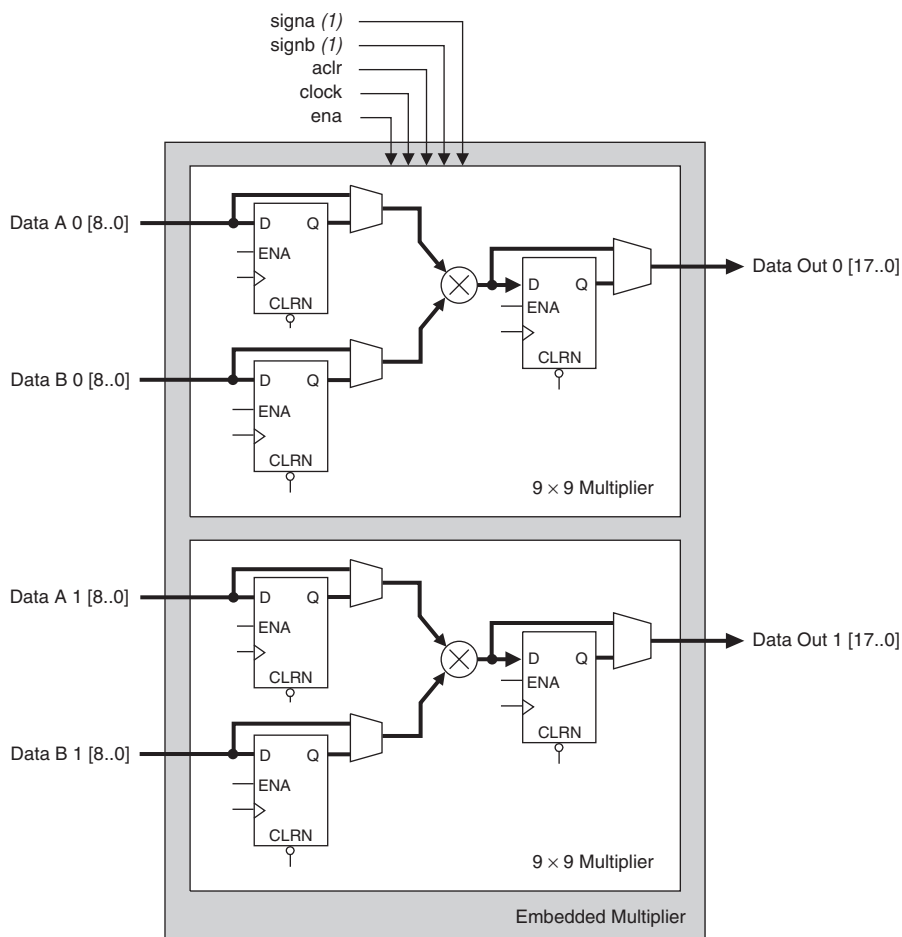 signa (1)
signb (1)
aclr
clock
ena
Data A 0 [8..0]
D Q
ENA
CLRN
Data Out 0 [17..0]
D Q
ENA
CLRN
Data B 0 [8..0]
D Q
ENA
CLRN
9 × 9 Multiplier
Data A 1 [8..0]
D Q
ENA
CLRN
Data Out 1 [17..0]
D Q
ENA
CLRN
Data B 1 [8..0]
D Q
ENA
CLRN
9 × 9 Multiplier
Embedded Multiplier